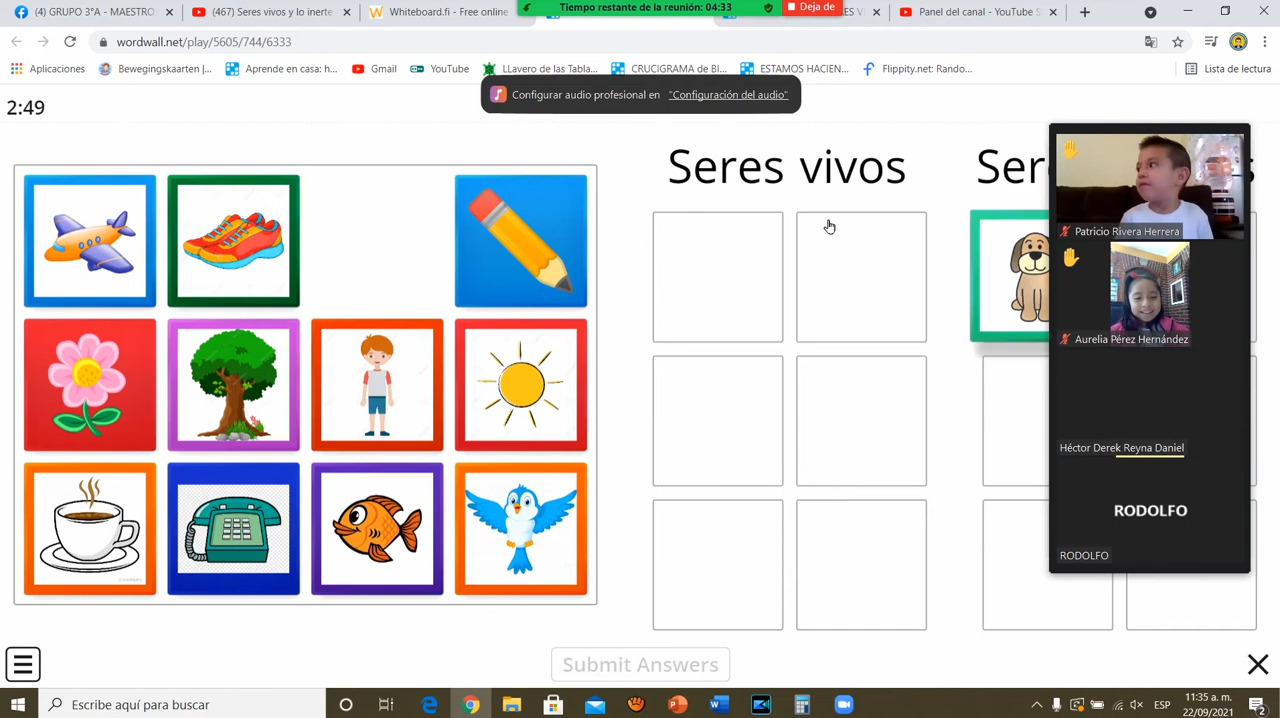 (4) GRUPO 3°A - MAESTRO
(467) Seres vivos y lo inerte
Whiteboard.fi - Free online
Tiempo restante de la reunión: 04:33
Deja de
Panel del canal - YouTube S
wordwall.net/play/5605/744/6333
Aplicaciones
Bewegingskaarten |...
Aprende en casa: h...
Gmail
YouTube
LLavero de las Tabla...
CRUCIGRAMA DE BI...
ESTAMOS HACIEN...
Flippity.net: Rando...
Lista de lectura
Configurar audio profesional en "Configuración del audio"
2:49
Seres vivos
Ser
s
Patricio Rivera Herrera
Aurelia Pérez Hernández
Héctor Derek Reyna Daniel
RODOLFO
RODOLFO
Submit Answers
Escribe aquí para buscar
ESP
11:35 a. m.
22/09/2021
2